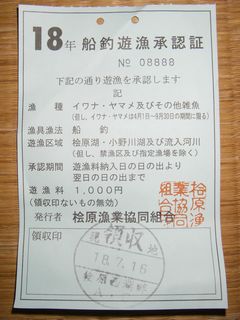 18年 船釣遊漁承認証
№ 08888
下記の通り遊漁を承認します
記
漁種 イワナ・ヤマメ及びその他雑魚
(但し、イワナ・ヤマメは4月1日〜9月30日の期間に限る)
漁具漁法 船釣
遊漁区域 桧原湖・小野川湖及び流入河川
(但し、禁漁区及び指定漁場を除く)
承認期間 遊漁料納入日の日の出より
翌日の日の出まで
遊漁料 1,000円
(領収印ないもの無効)
発行者 桧原漁業協同組合
桧原漁業協同組合
領収印
領収
18.7.16